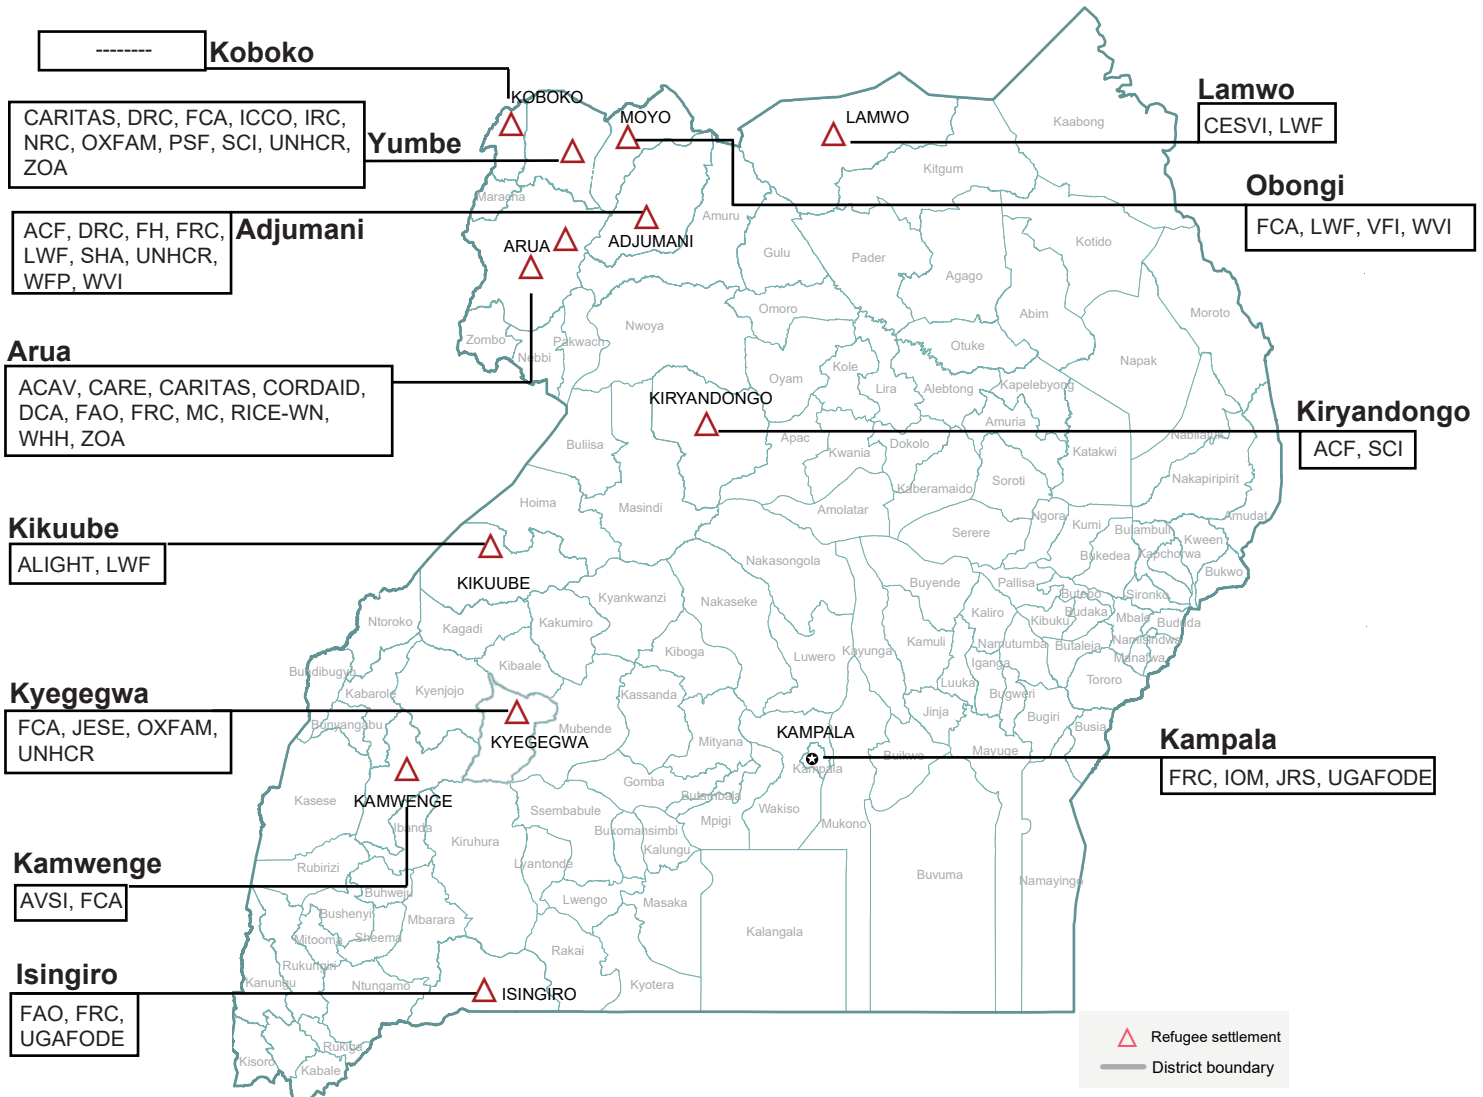 --------
Koboko
CARITAS, DRC, FCA, ICCO, IRC,
NRC, OXFAM, PSF, SCI, UNHCR,
ZOA
Yumbe
ACF, DRC, FH, FRC,
LWF, SHA, UNHCR,
WFP, WVI
Adjumani
Arua
ACAV, CARE, CARITAS, CORDAID,
DCA, FAO, FRC, MC, RICE-WN,
WHH, ZOA
Kikuube
ALIGHT, LWF
Kyegegwa
FCA, JESE, OXFAM,
UNHCR
Kamwenge
AVSI, FCA
Isingiro
FAO, FRC,
UGAFODE
Lamwo
CESVI, LWF
Obongi
FCA, LWF, VFI, WVI
Kiryandongo
ACF, SCI
Kampala
FRC, IOM, JRS, UGAFODE
KOBOKO
MOYO
LAMWO
Kaabong
Kitgum
Maracha
Amuru
ARUA
ADJUMANI
Gulu
Pader
Kotido
Agago
Omoro
Abim
Moroto
Nwoya
Zombo
Nebbi
Pakwach
Otuke
Napak
Oyam
Kole
Lira
Alebtong
Kapelebyong
KIRYANDONGO
Amuria
Buliisa
Apac
Kwania
Dokolo
Katakwi
Nabilatuk
Nakapiripirit
Kaberamaido
Soroti
Hoima
Masindi
Amolatar
Ngora
Kumi
Bulambuli
Amudat
Serere
Kween
Bukedea
Kapchorwa
Bukwo
KIKUUBE
Nakasongola
Buyende
Pallisa
Butebo
Sironko
Kyankwanzi
Nakaseke
Kaliro
Kibuku
Budaka
Mbale
Bududa
Ntoroko
Kagadi
Kakumiro
Kamuli
Namutumba
Butaleja
Namisindwa
Manafwa
Kiboga
Luwero
Kayunga
Iganga
Bundibugyo
Kibaale
Kabarole
Kyenjojo
Kassanda
Luuka
Bugweri
Tororo
Bunyangabu
Mubende
Mityana
Jinja
Bugiri
Busia
KYEGEGWA
KAMPALA
Kampala
Buikwe
Mayuge
Kasese
KAMWENGE
Gomba
Butambala
Wakiso
Mukono
Ibanda
Ssembabule
Mpigi
Kiruhura
Bukomansimbi
Kalungu
Rubirizi
Lyantonde
Buvuma
Namayingo
Buhweju
Lwengo
Masaka
Bushenyi
Mbarara
Mitooma
Sheema
Kalangala
Rukungiri
Rakai
Kanungu
Ntungamo
Kyotera
ISINGIRO
Rukiga
Kisoro
Kabale
Refugee settlement
District boundary